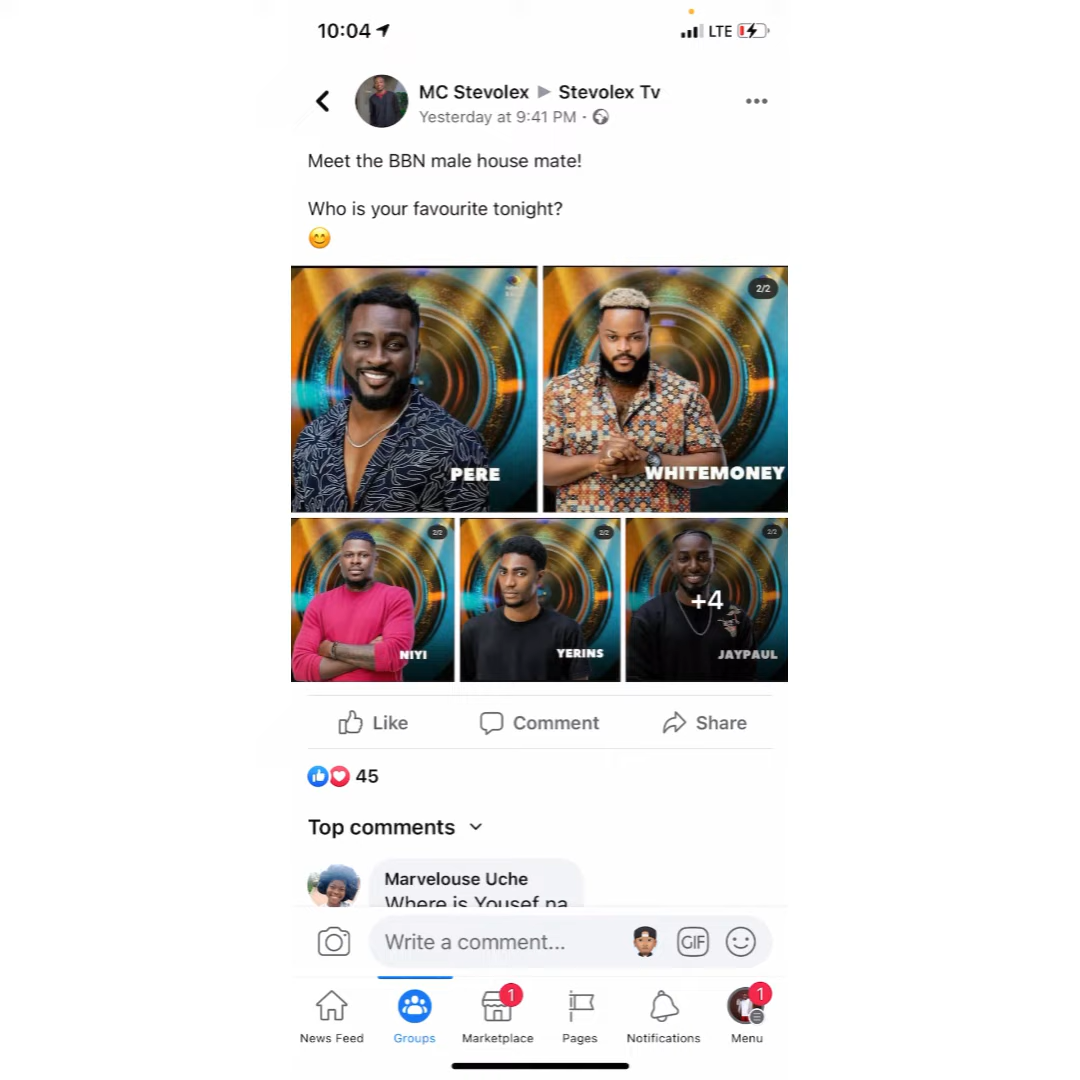 10:04
LTE
MC Stevolex ▶ Stevolex Tv
Yesterday at 9:41 PM ·
Meet the BBN male house mate!
Who is your favourite tonight?
😊
2/2
PERE
WHITEMONEY
2/2
2/2
2/2
+4
NIYI
YERINS
JAYPAUL
Like
Comment
Share
45
Top comments
Marvelouse Uche
Where is Yousef na
Write a comment...
GIF
1
1
News Feed
Groups
Marketplace
Pages
Notifications
Menu